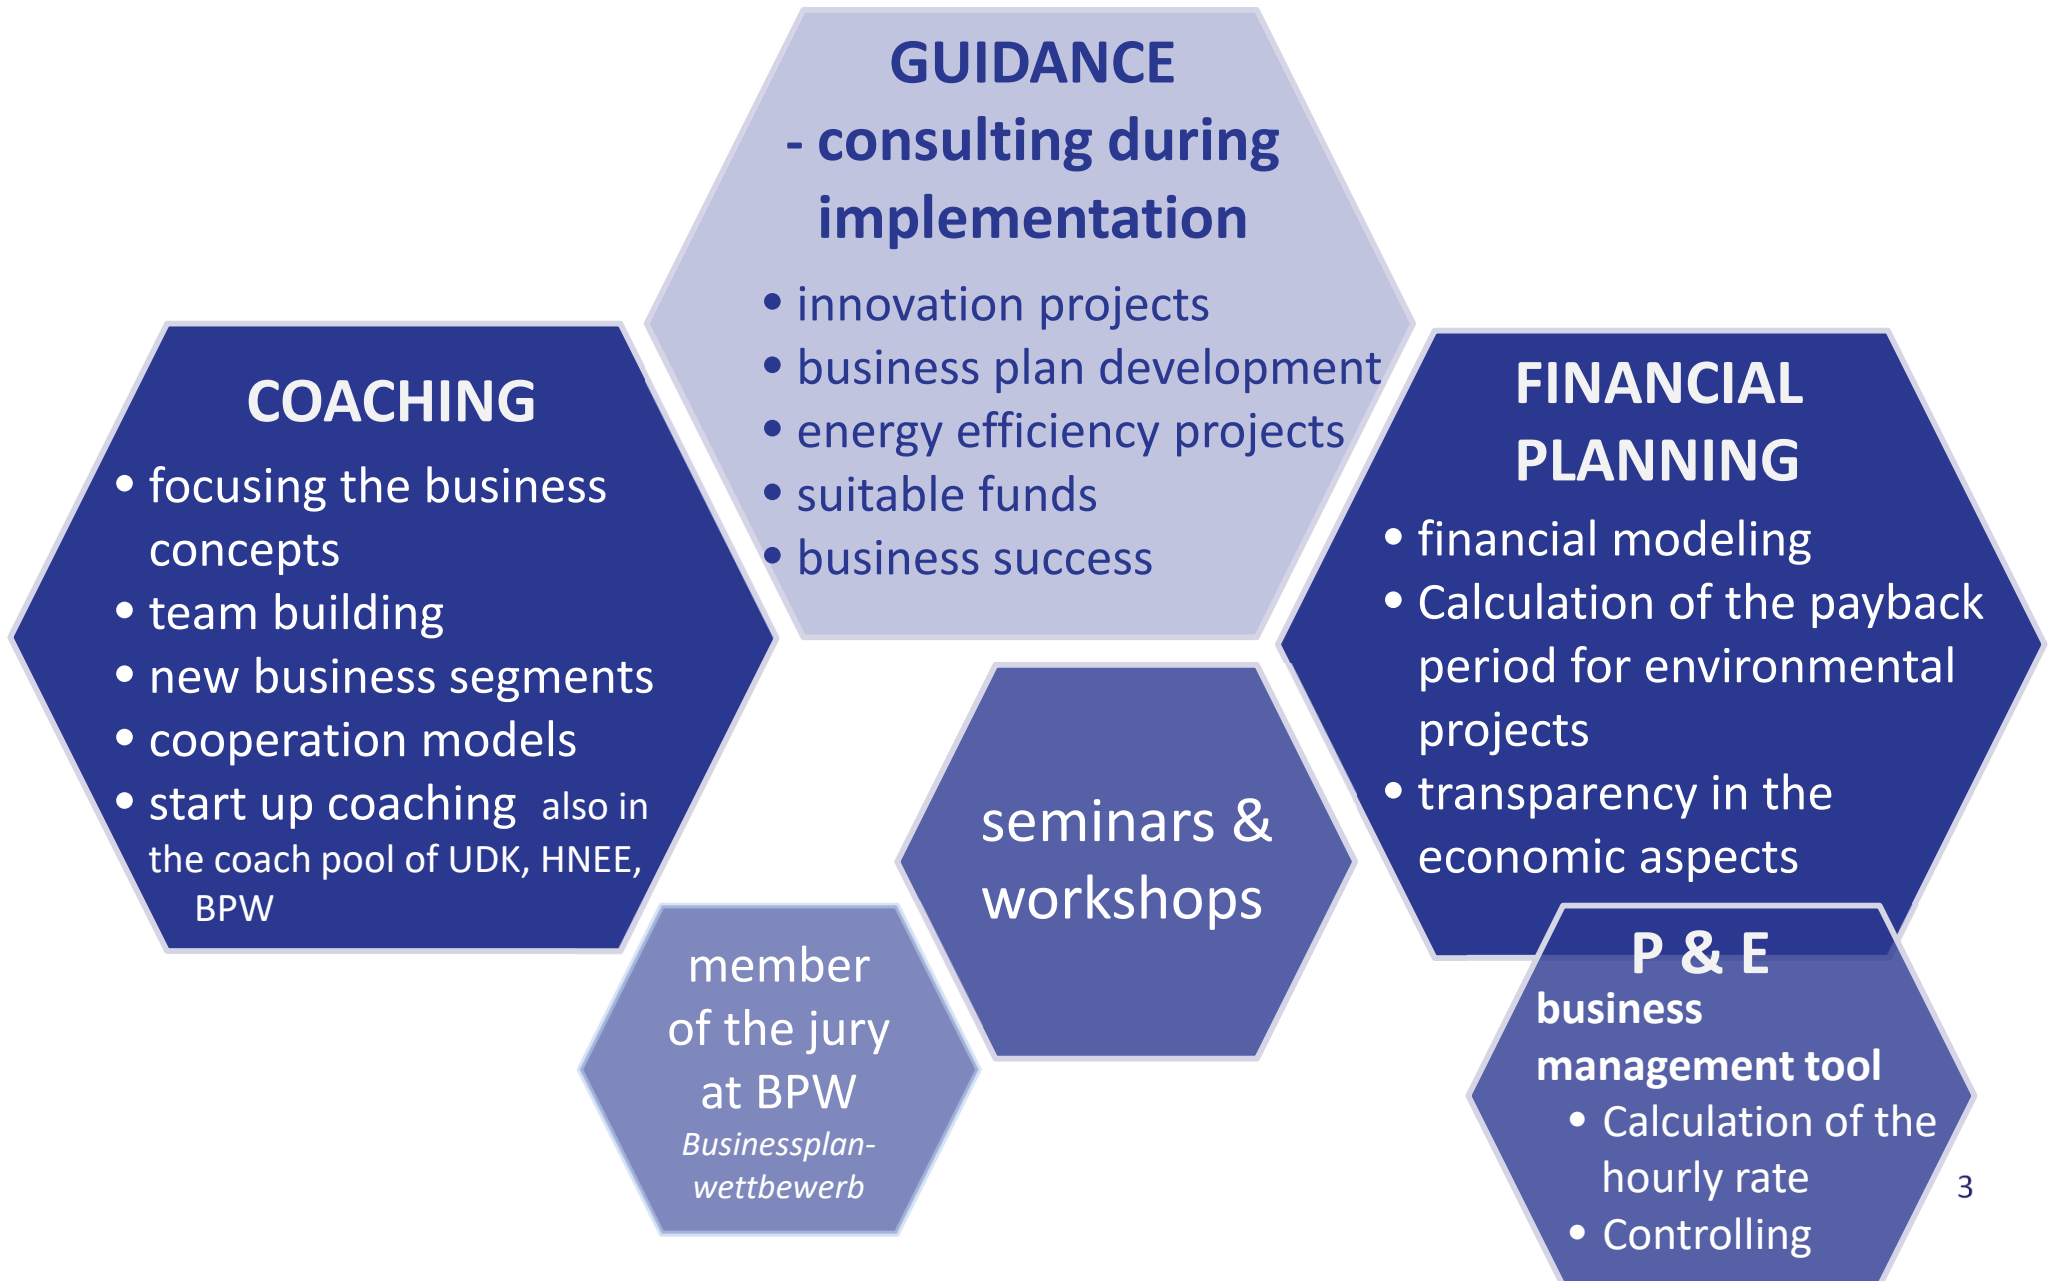 GUIDANCE
- consulting during
implementation
• innovation projects
• business plan development
• energy efficiency projects
• suitable funds
• business success
COACHING
• focusing the business
concepts
• team building
• new business segments
• cooperation models
• start up coaching also in
the coach pool of UDK, HNEE,
BPW
FINANCIAL
PLANNING
• financial modeling
• Calculation of the payback
period for environmental
projects
• transparency in the
economic aspects
seminars &
workshops
member
of the jury
at BPW
Businessplan-
wettbewerb
P & E
business
management tool
• Calculation of the
hourly rate
• Controlling
3